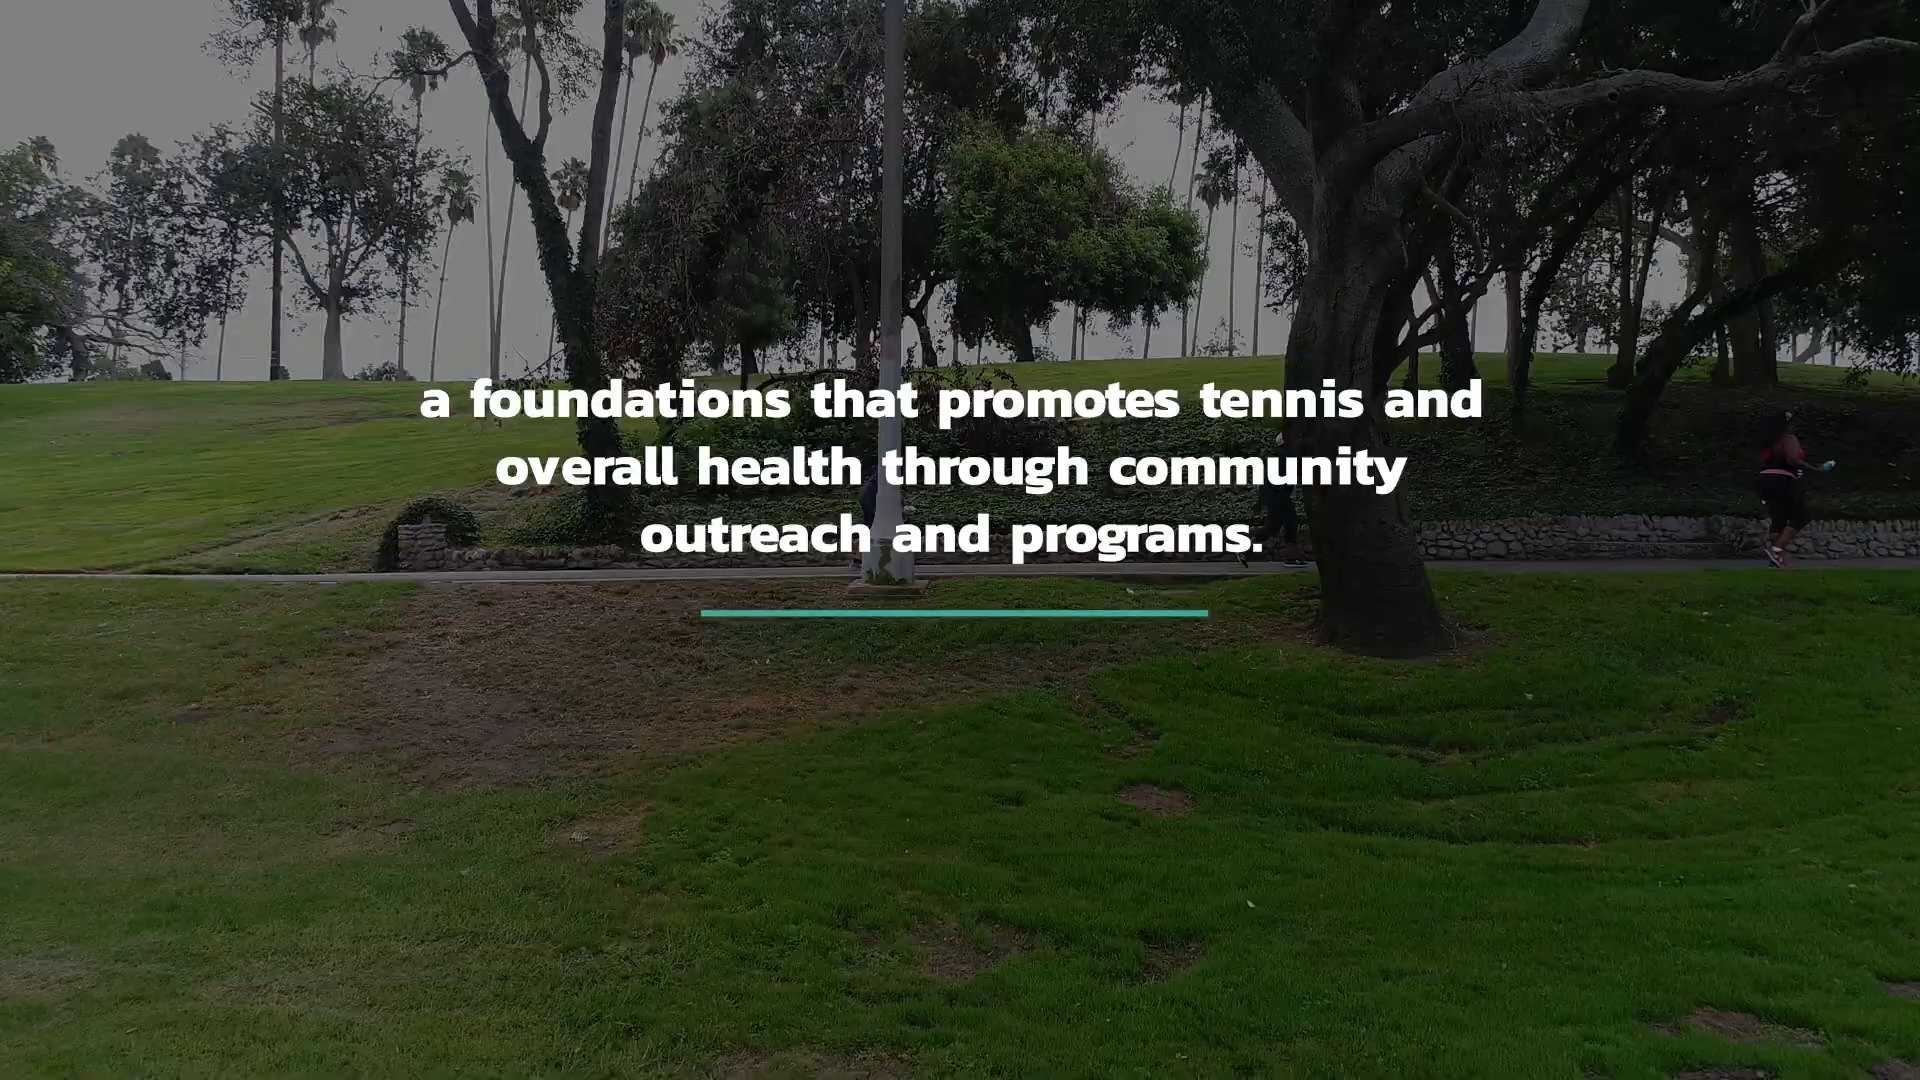 a foundations that promotes tennis and
overall health through community
outreach and programs.